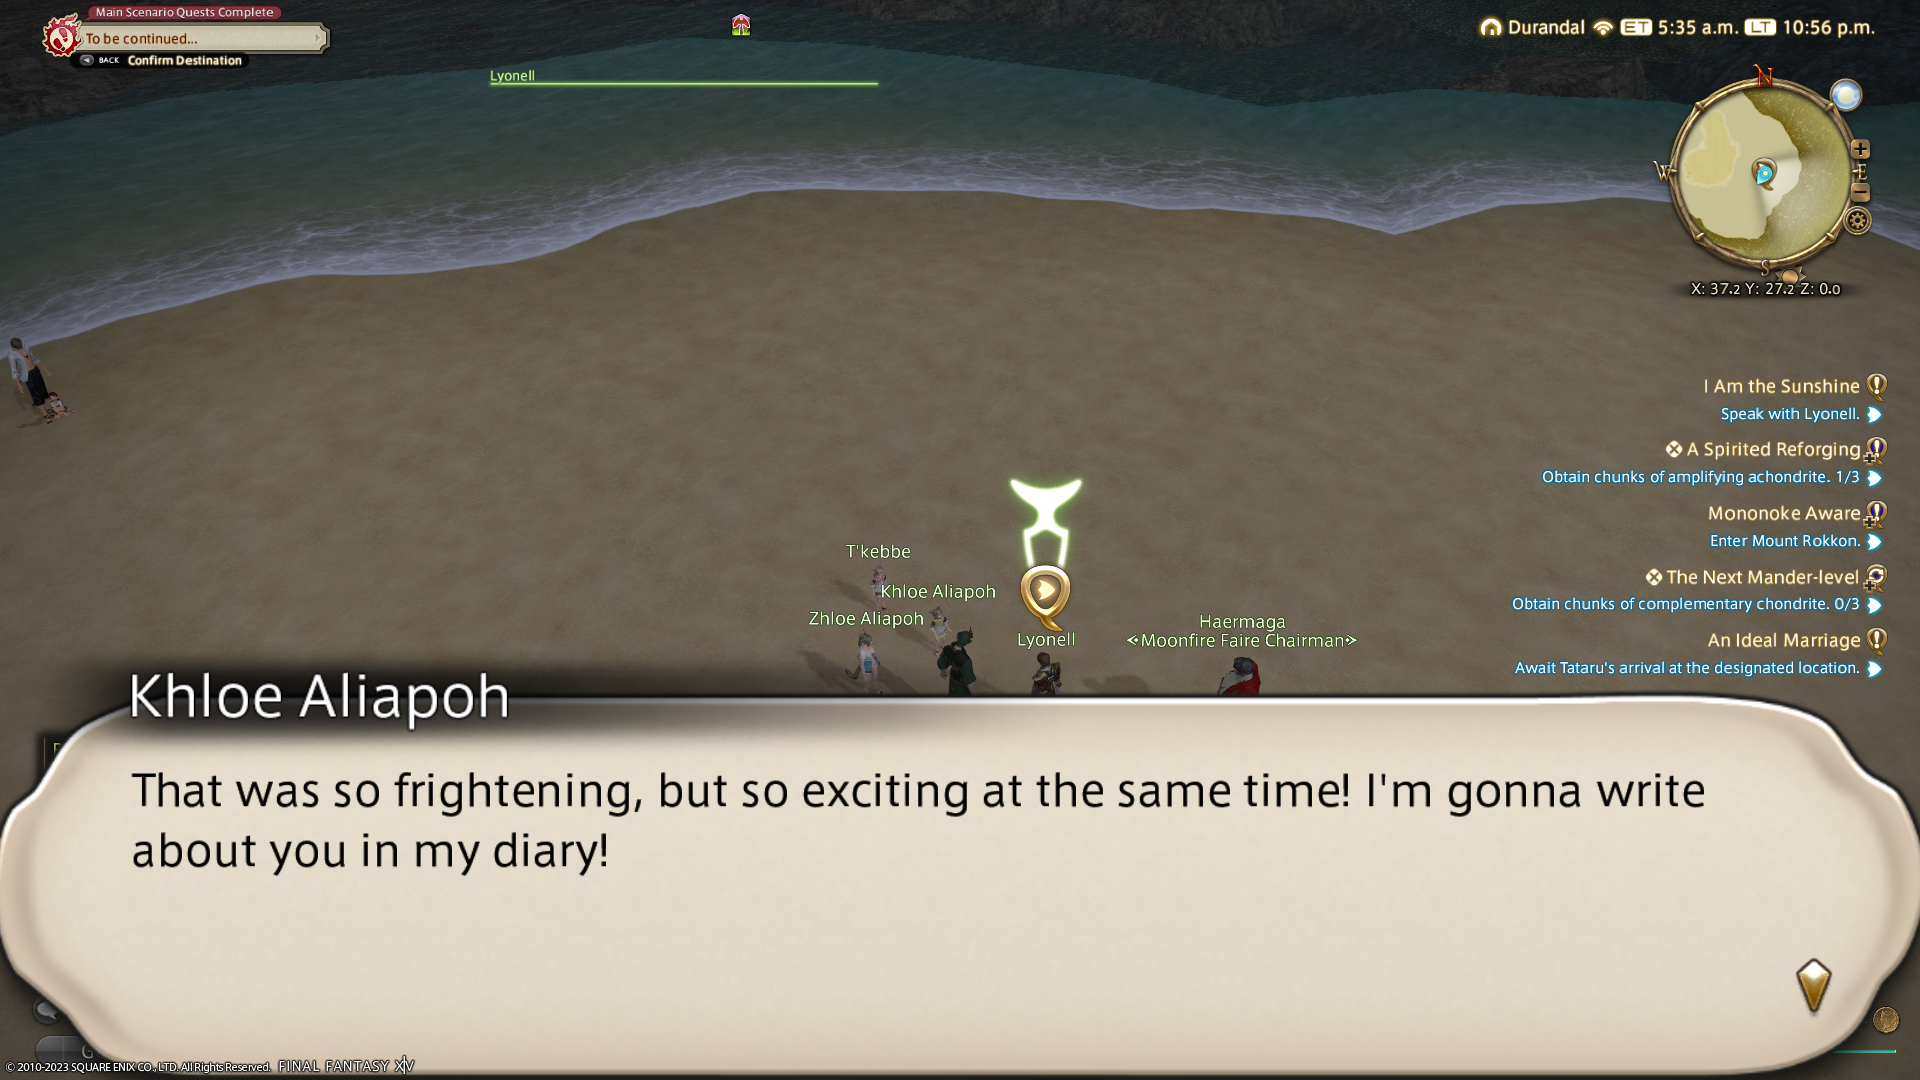 Main Scenario Quests Complete
To be continued...
BACK Confirm Destination
Lyonell
Durandal ET 5:35 a.m. LT 10:56 p.m.
N
W
E
S
X: 37.2 Y: 27.2 Z: 0.0
I Am the Sunshine
Speak with Lyonell.
A Spirited Reforging
Obtain chunks of amplifying achondrite. 1/3
Mononoke Aware
Enter Mount Rokkon.
The Next Mander-level
Obtain chunks of complementary chondrite. 0/3
An Ideal Marriage
Await Tataru's arrival at the designated location.
T'kebbe
Khloe Aliapoh
Zhloe Aliapoh
Lyonell
Haermaga
Moonfire Faire Chairman
Khloe Aliapoh
That was so frightening, but so exciting at the same time! I'm gonna write
about you in my diary!
© 2010-2023 SQUARE ENIX CO., LTD. All Rights Reserved. FINAL FANTASY XIV